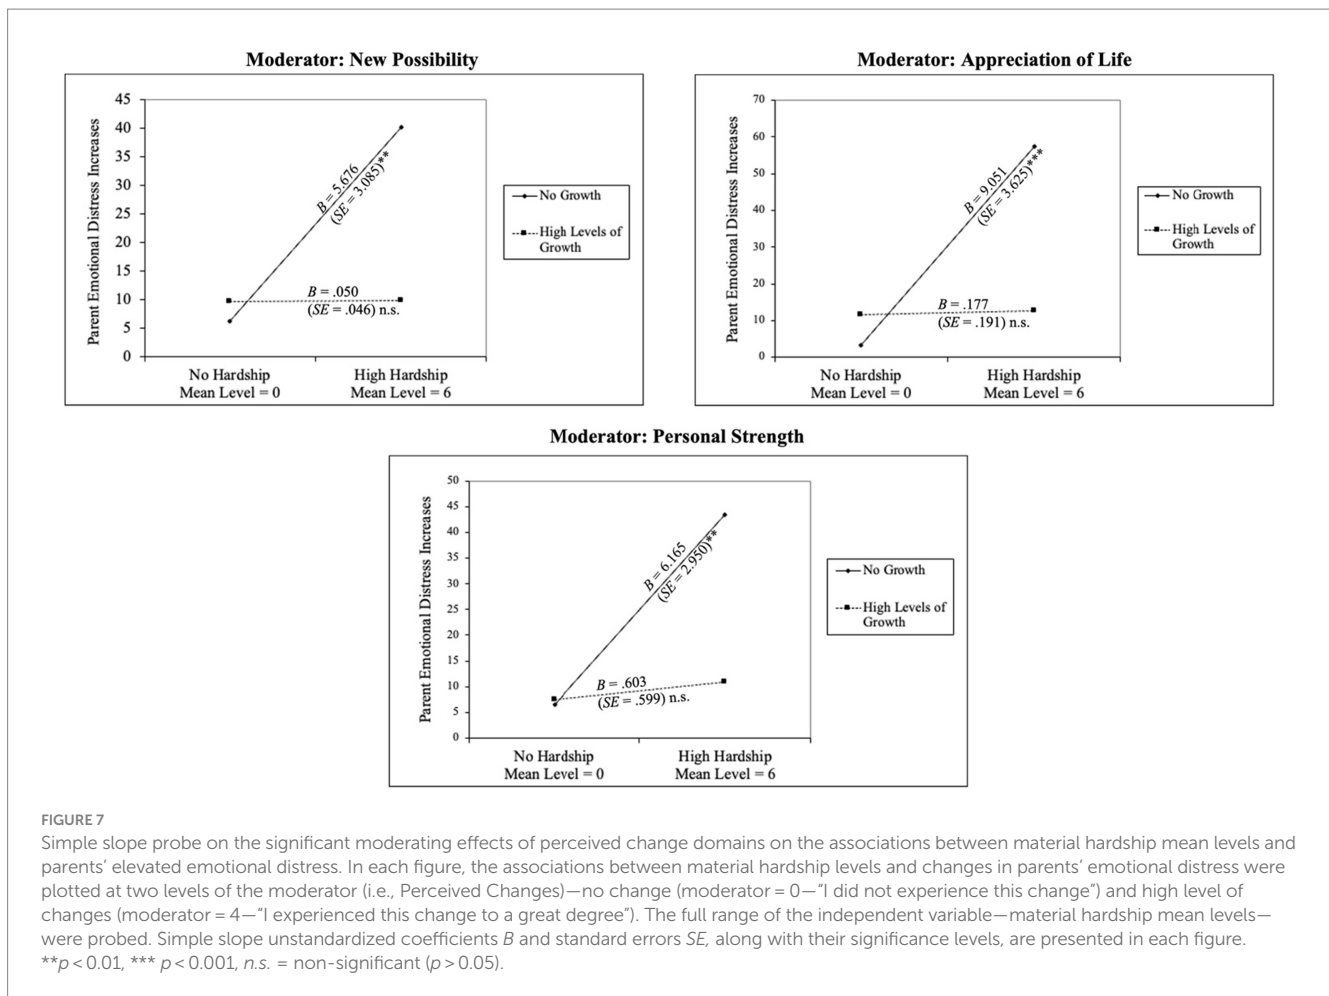 Moderator: New Possibility
45
40
35
30
25
20
15
10
5
0
Parent Emotional Distress Increases
B = 5.676
(SE = 3.085)**
B = .050
(SE = .046) n.s.
No Hardship
Mean Level = 0
High Hardship
Mean Level = 6
No Growth
High Levels of
Growth
Moderator: Appreciation of Life
70
60
50
40
30
20
10
0
Parent Emotional Distress Increases
B = 9.051
(SE = 3.625)***
B = .177
(SE = .191) n.s.
No Hardship
Mean Level = 0
High Hardship
Mean Level = 6
No Growth
High Levels of
Growth
Moderator: Personal Strength
50
45
40
35
30
25
20
15
10
5
0
Parent Emotional Distress Increases
B = 6.165
(SE = 2.950)**
B = .603
(SE = .599) n.s.
No Hardship
Mean Level = 0
High Hardship
Mean Level = 6
No Growth
High Levels of
Growth
FIGURE 7
Simple slope probe on the significant moderating effects of perceived change domains on the associations between material hardship mean levels and
parents’ elevated emotional distress. In each figure, the associations between material hardship levels and changes in parents’ emotional distress were
plotted at two levels of the moderator (i.e., Perceived Changes)—no change (moderator = 0—“I did not experience this change”) and high level of
changes (moderator = 4—“I experienced this change to a great degree”). The full range of the independent variable—material hardship mean levels—
were probed. Simple slope unstandardized coefficients B and standard errors SE, along with their significance levels, are presented in each figure.
**p < 0.01, *** p < 0.001, n.s. = non-significant (p > 0.05).